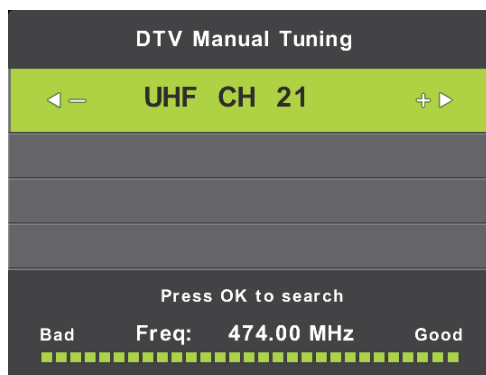 DTV Manual Tuning
UHF CH 21
Press OK to search
Bad Freq: 474.00 MHz Good